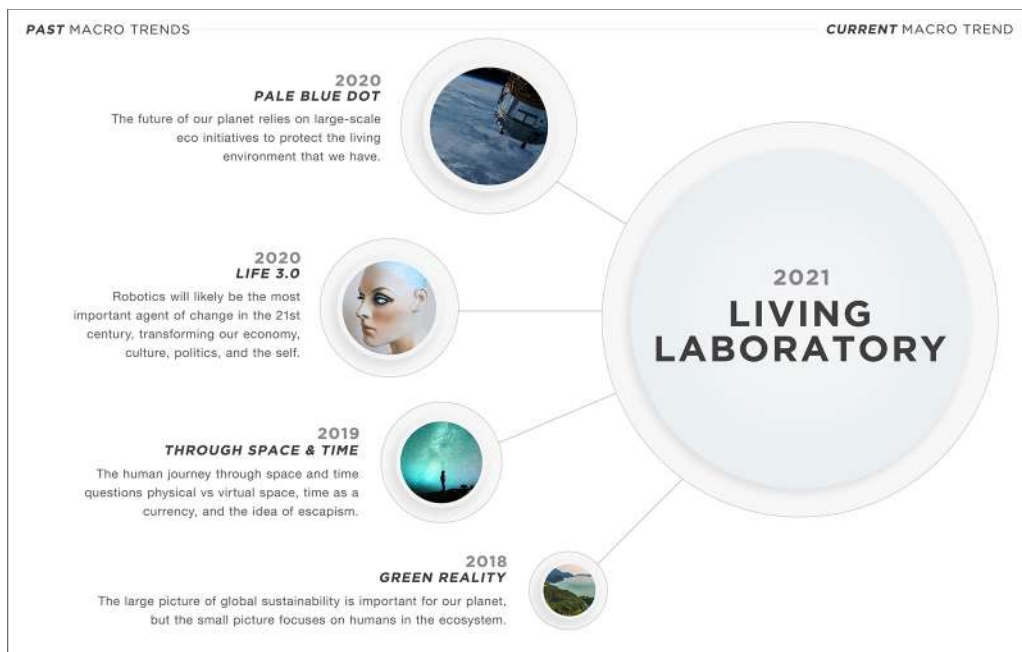 PAST MACRO TRENDS
CURRENT MACRO TREND
2020
PALE BLUE DOT
The future of our planet relies on large-scale
eco initiatives to protect the living
environment that we have.
2020
LIFE 3.0
Robotics will likely be the most
important agent of change in the 21st
century, transforming our economy,
culture, politics, and the self.
2019
THROUGH SPACE & TIME
The human journey through space and time
questions physical vs virtual space, time as a
currency, and the idea of escapism.
2018
GREEN REALITY
The large picture of global sustainability is important for our planet,
but the small picture focuses on humans in the ecosystem.
2021
LIVING
LABORATORY